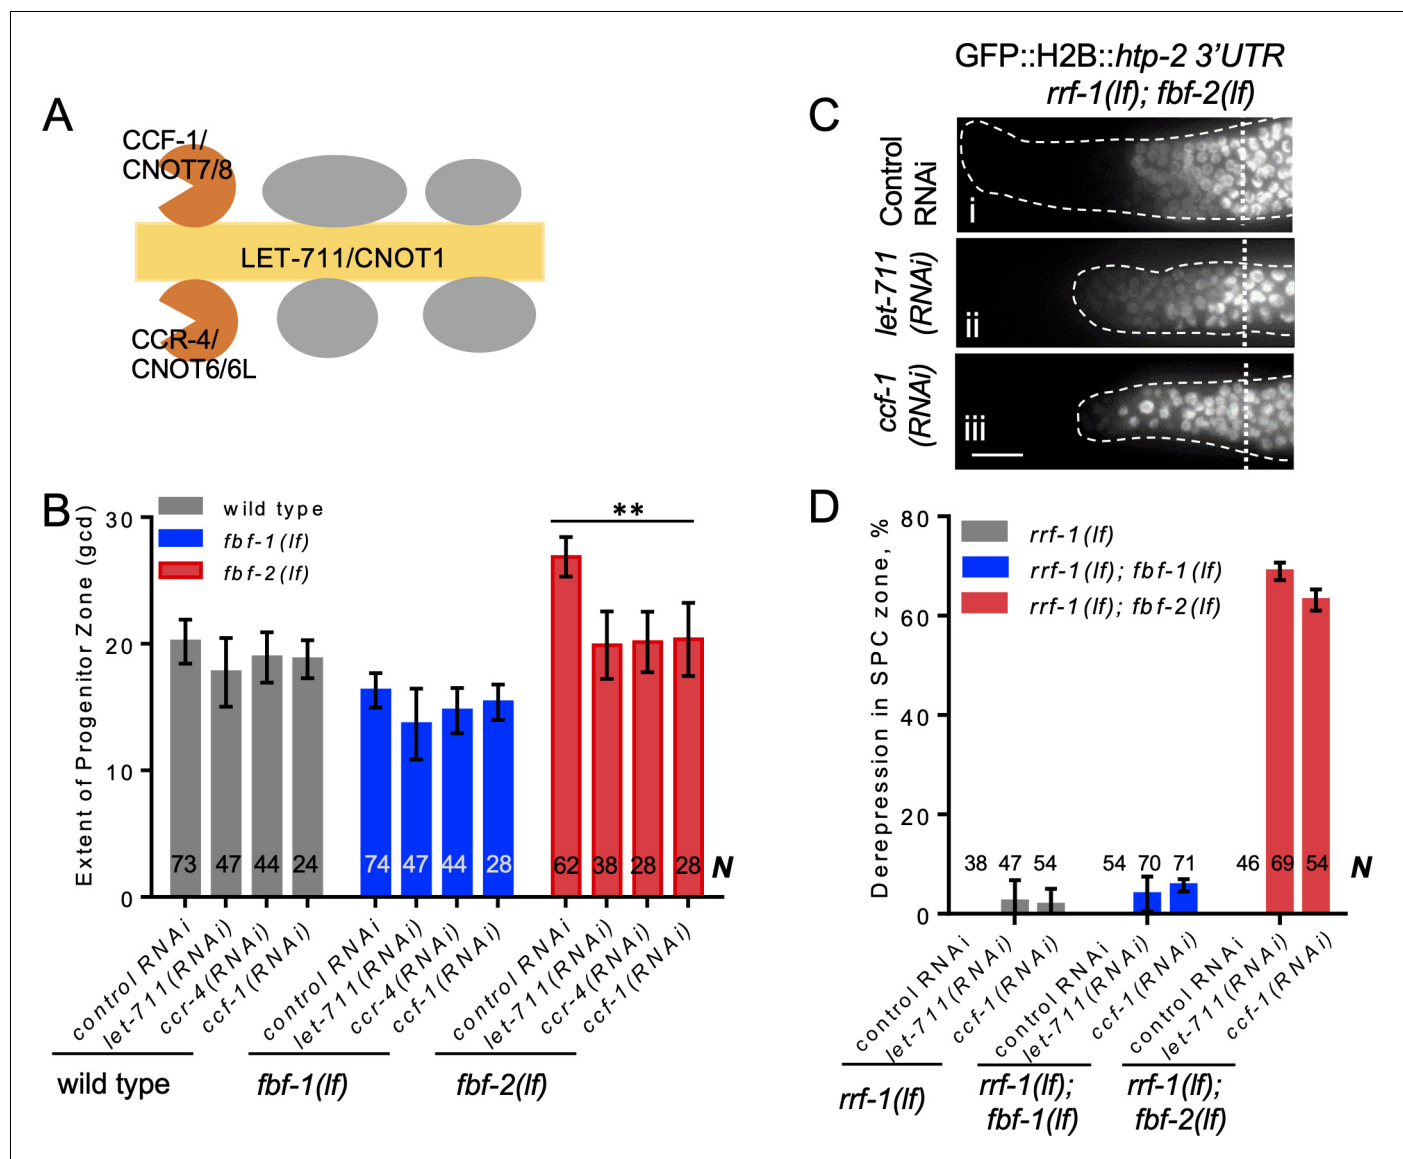 A
CCF-1/
CNOT7/8
LET-711/CNOT1
CCR-4/
CNOT6/6L
B
Extent of Progenitor Zone (gcd)
30
20
10
0
wild type
fbf-1(lf)
fbf-2(lf)
**
73 47 44 24 74 47 44 28 62 38 28 28 N
control RNAi
let-711(RNAi)
ccr-4(RNAi)
ccf-1(RNAi)
control RNAi
let-711(RNAi)
ccr-4(RNAi)
ccf-1(RNAi)
control RNAi
let-711(RNAi)
ccr-4(RNAi)
ccf-1(RNAi)
wild type
fbf-1(lf)
fbf-2(lf)
C
GFP::H2B::htp-2 3’UTR
rrf-1(lf); fbf-2(lf)
Control
RNAi
i
let-711
(RNAi)
ii
ccf-1
(RNAi)
iii
D
Derepression in SPC zone, %
80
60
40
20
0
rrf-1(lf)
rrf-1(lf); fbf-1(lf)
rrf-1(lf); fbf-2(lf)
38 47 54 54 70 71 46 69 54 N
control RNAi
let-711(RNAi)
ccf-1(RNAi)
control RNAi
let-711(RNAi)
ccf-1(RNAi)
control RNAi
let-711(RNAi)
ccf-1(RNAi)
rrf-1(lf)
rrf-1(lf);
fbf-1(lf)
rrf-1(lf);
fbf-2(lf)